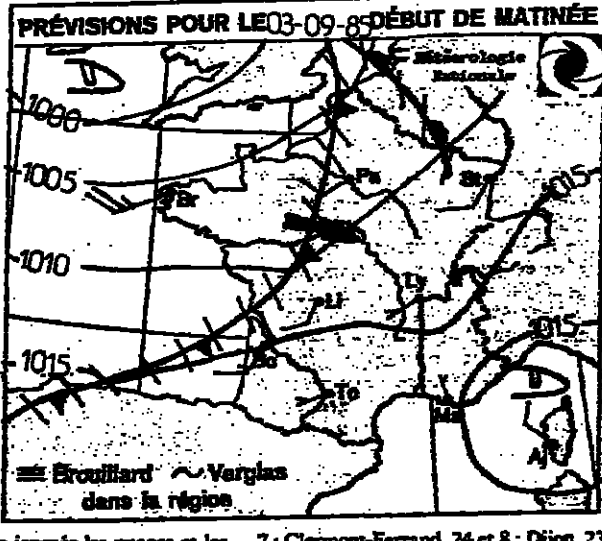 PRÉVISIONS POUR LE 03-09-85 DÉBUT DE MATINÉE
D
Météorologie
Nationale
1000
1005
Br
Pa
St
1015
1010
Ly
Li
1015
1015
Bo
To
Ma
D
Aj
Brouillard Verglas
dans la région
7 : Clermont-Ferrand, 24 et 8 ; Dijon, 23